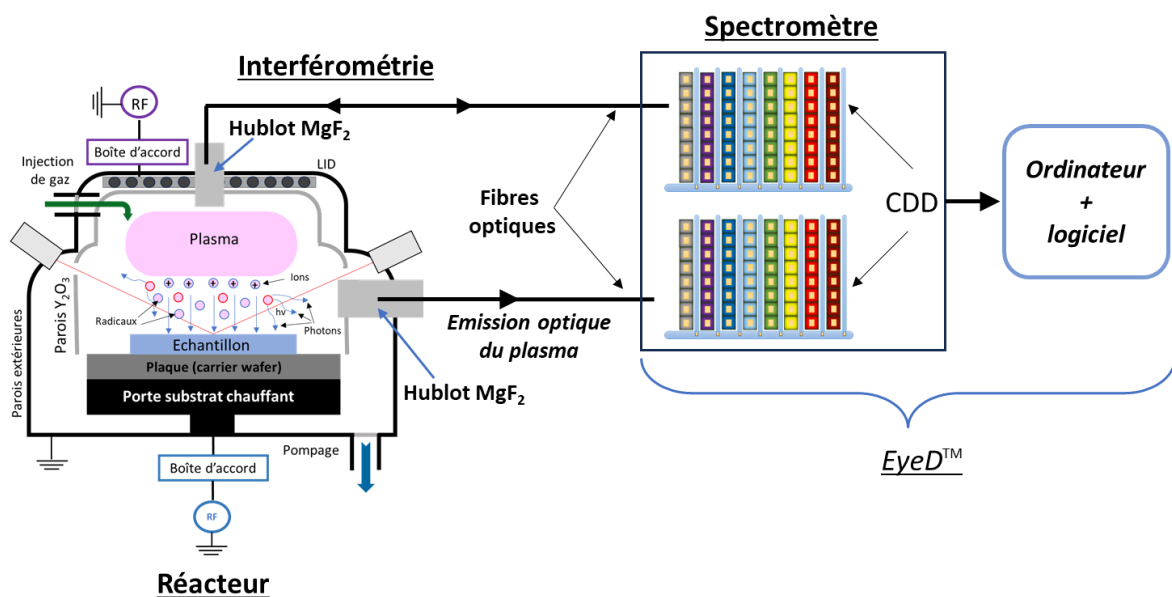 Spectromètre
Interférométrie
RF
Hublot MgF₂
Boîte d'accord
Injection
de gaz
LID
Plasma
Ions
Radicaux
hν
Photons
Echantillon
Plaque (carrier wafer)
Porte substrat chauffant
Parois extérieures
Parois Y₂O₃
Hublot MgF₂
Emission optique
du plasma
Fibres
optiques
CDD
Ordinateur
+
logiciel
EyeD™
Pompage
Boîte d'accord
RF
Réacteur